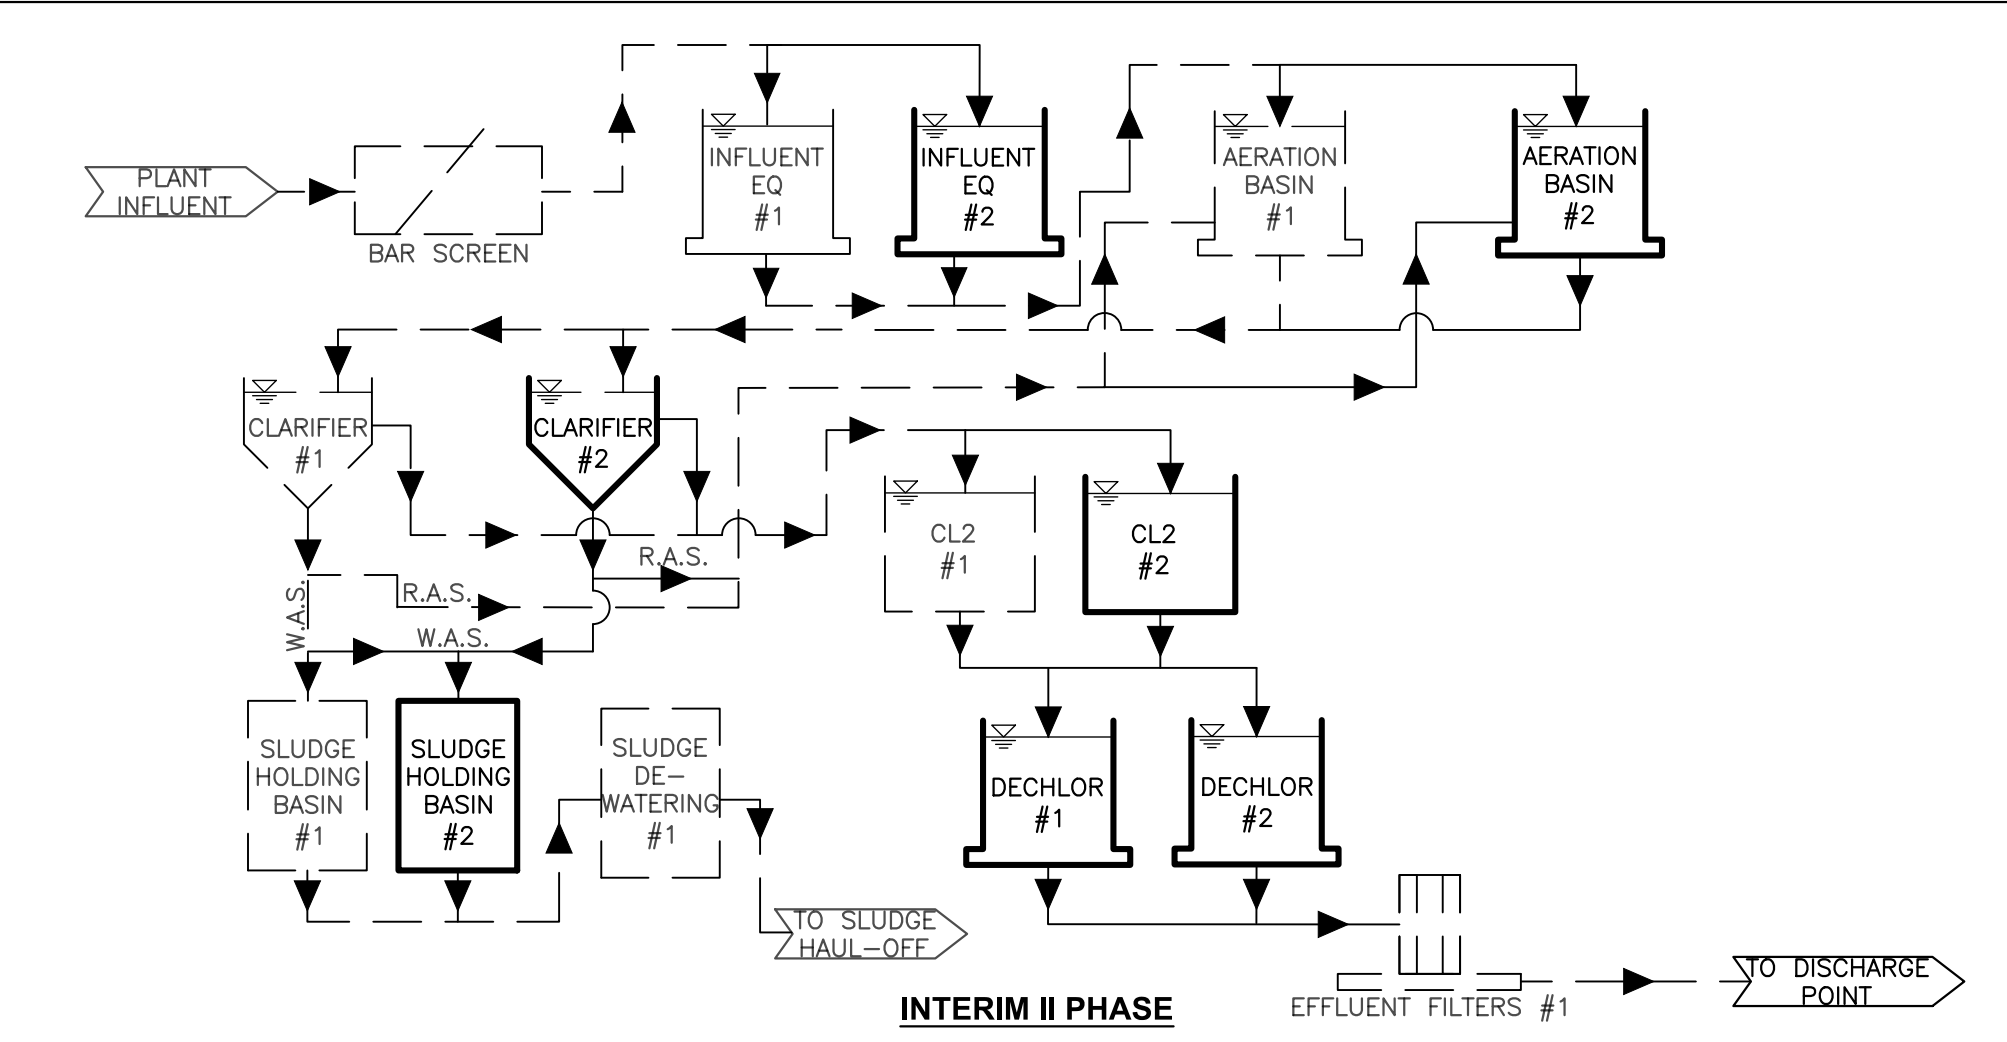 PLANT
INFLUENT
BAR SCREEN
INFLUENT
EQ
#1
INFLUENT
EQ
#2
AERATION
BASIN
#1
AERATION
BASIN
#2
CLARIFIER
#1
CLARIFIER
#2
CL2
#1
CL2
#2
R.A.S.
R.A.S.
W.A.S.
W.A.S.
SLUDGE
HOLDING
BASIN
#1
SLUDGE
HOLDING
BASIN
#2
SLUDGE
DE-
WATERING
#1
DECHLOR
#1
DECHLOR
#2
TO SLUDGE
HAUL-OFF
EFFLUENT FILTERS #1
TO DISCHARGE
POINT
INTERIM II PHASE